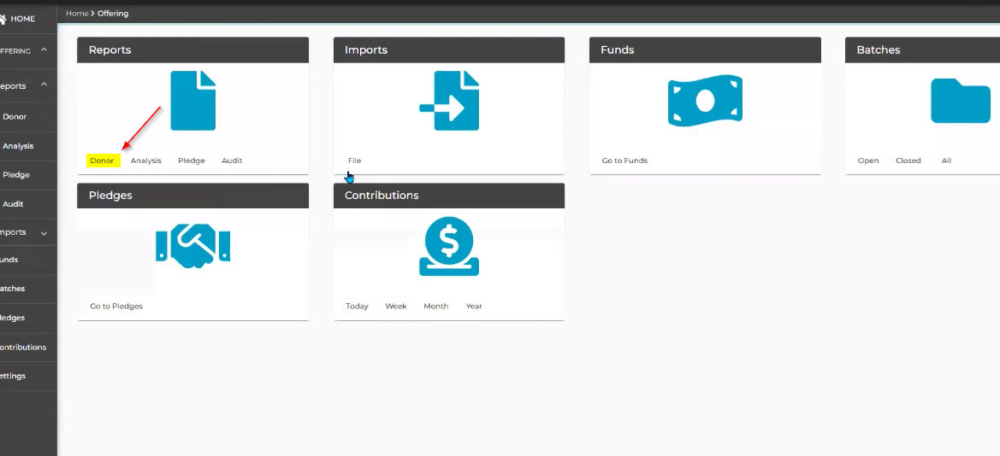 HOME
Home > Offering
FFERING
eports
Donor
Analysis
Pledge
Audit
mports
unds
atches
ledges
ontributions
ettings
Reports
Donor Analysis Pledge Audit
Imports
File
Funds
Go to Funds
Batches
Open Closed All
Pledges
Go to Pledges
Contributions
$
Today Week Month Year